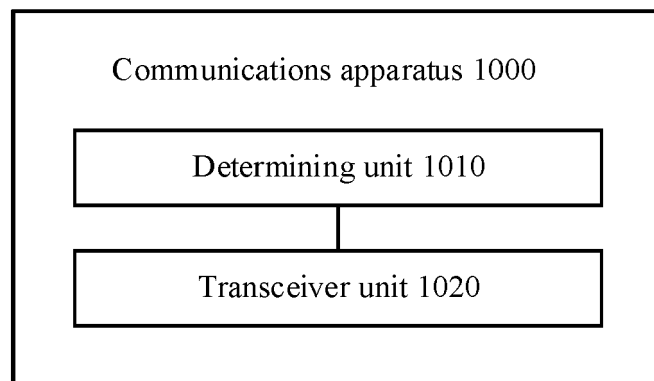 Communications apparatus 1000
Determining unit 1010
Transceiver unit 1020